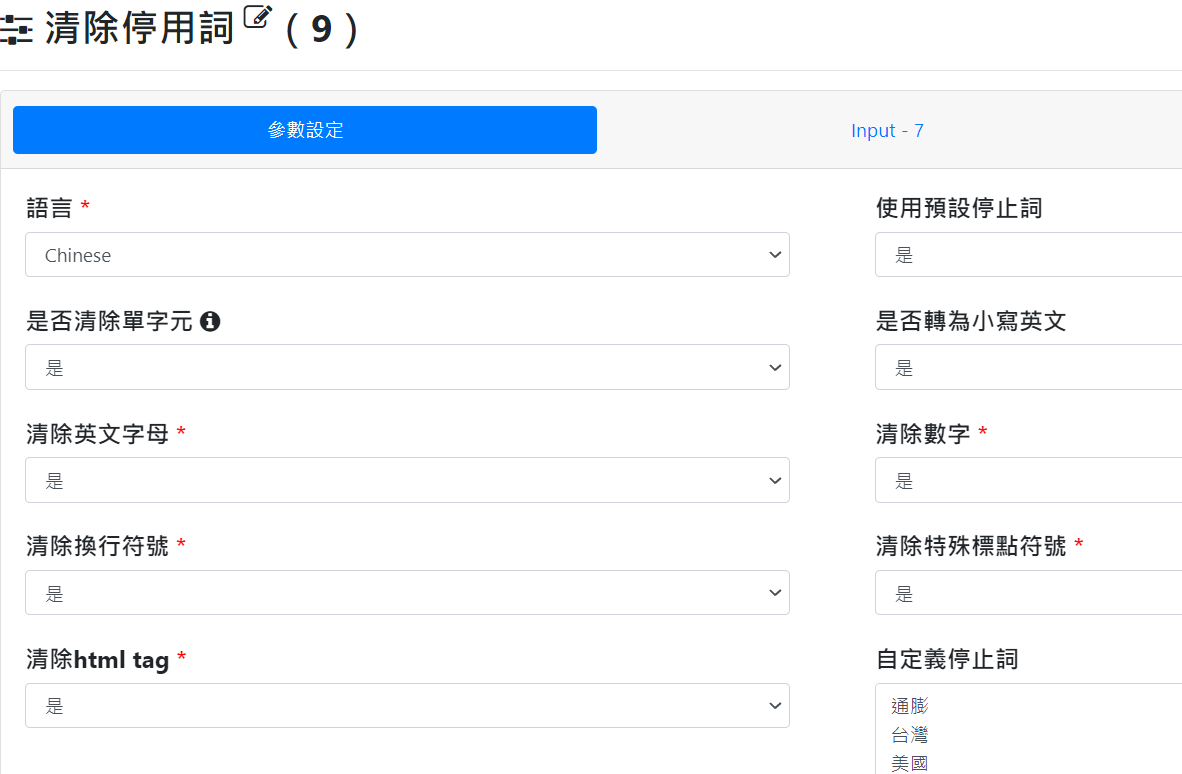 清除停用詞 ( 9 )
參數設定
Input - 7
語言 *
使用預設停止詞
Chinese
是
是否清除單字元
是否轉為小寫英文
是
是
清除英文字母 *
清除數字 *
是
是
清除換行符號 *
清除特殊標點符號 *
是
是
清除html tag *
自定義停止詞
是
通膨
台灣
美國